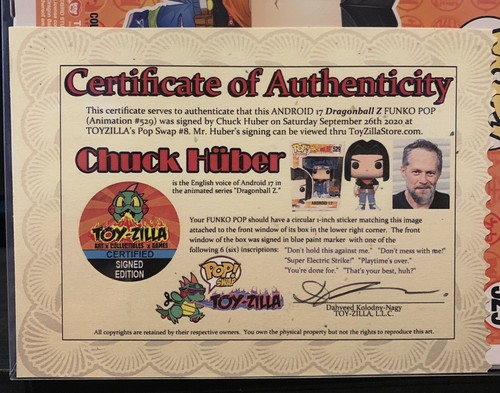 Certificate of Authenticity
This certificate serves to authenticate that this ANDROID 17 Dragonball Z FUNKO POP
(Animation #529) was signed by Chuck Huber on Saturday September 26th 2020 at
TOYZILLA's Pop Swap #8. Mr. Huber's signing can be viewed thru ToyZillaStore.com.
Chuck Hüber
is the English voice of Android 17 in
the animated series "Dragonball Z."
POP!
529
ANDROID 17
TOY-ZILLA
ART & COLLECTIBLES & GAMES
CERTIFIED
SIGNED
EDITION
Your FUNKO POP should have a circular 1-inch sticker matching this image
attached to the front window of its box in the lower right corner. The front
window of the box was signed in blue paint marker with one of the
following 6 (six) inscriptions: "Don't hold this against me." "Don't mess with me!"
"Super Electric Strike!" "Playtime's over."
"You're done for." "That's your best, huh?"
POP!
SWAP
TOY-ZILLA
Dahveed Kolodny-Nagy
TOY-ZILLA, L.L.C.
All copyrights are retained by their respective owners. You own the physical property but not the rights to reproduce this art.